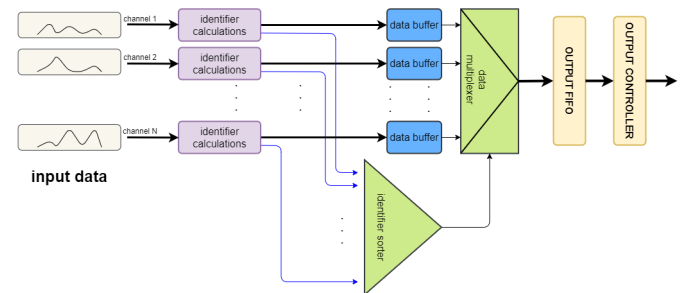 channel 1
identifier
calculations
data buffer
channel 2
identifier
calculations
data buffer
channel N
identifier
calculations
data buffer
data
multiplexer
OUTPUT FIFO
OUTPUT CONTROLLER
input data
identifier sorter